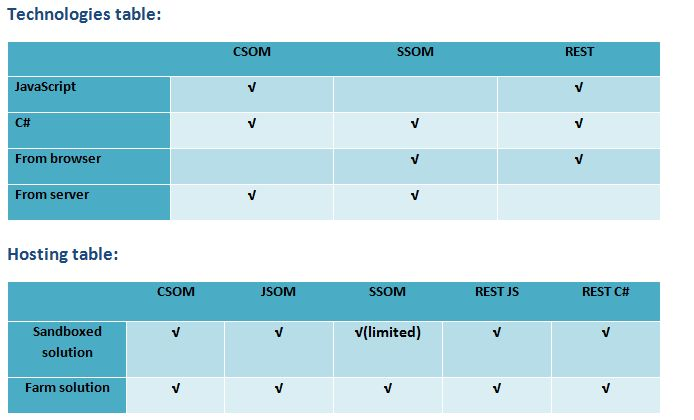 Technologies table:
CSOM SSOM REST
JavaScript √ √
C# √ √ √
From browser √ √
From server √ √
Hosting table:
CSOM JSOM SSOM REST JS REST C#
Sandboxed solution √ √ √(limited) √ √
Farm solution √ √ √ √ √